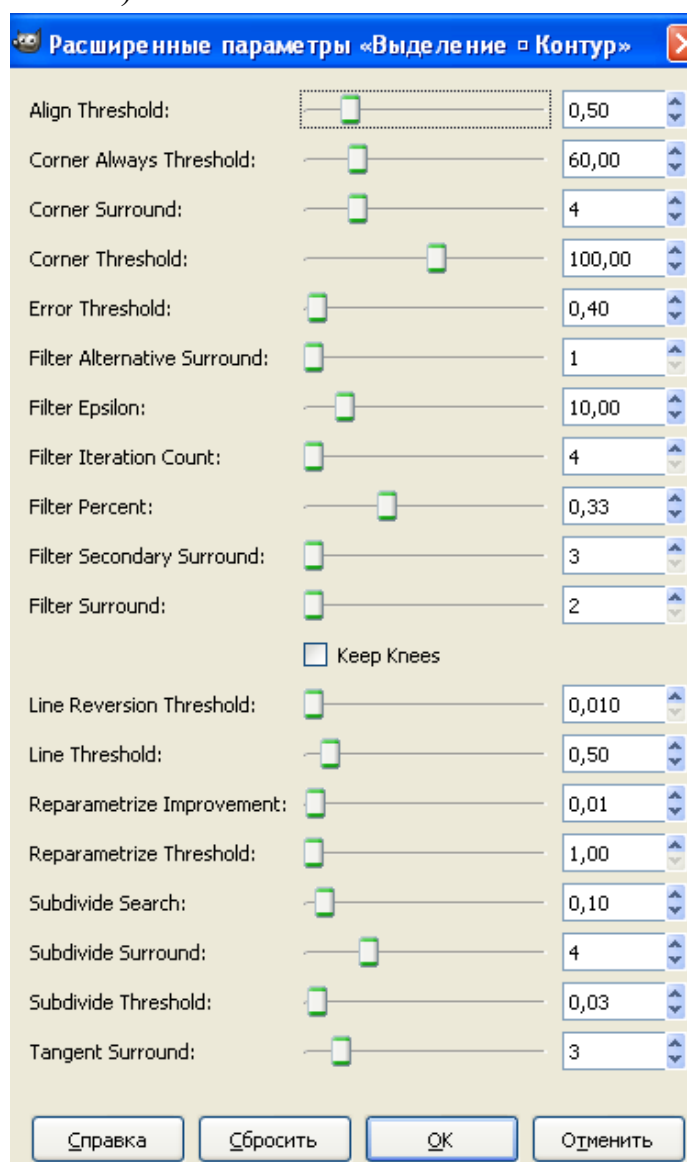 )
Расширенные параметры «Выделение ¤ Контур»
Align Threshold: 0,50
Corner Always Threshold: 60,00
Corner Surround: 4
Corner Threshold: 100,00
Error Threshold: 0,40
Filter Alternative Surround: 1
Filter Epsilon: 10,00
Filter Iteration Count: 4
Filter Percent: 0,33
Filter Secondary Surround: 3
Filter Surround: 2
Keep Knees
Line Reversion Threshold: 0,010
Line Threshold: 0,50
Reparametrize Improvement: 0,01
Reparametrize Threshold: 1,00
Subdivide Search: 0,10
Subdivide Surround: 4
Subdivide Threshold: 0,03
Tangent Surround: 3
Справка Сбросить OK Отменить